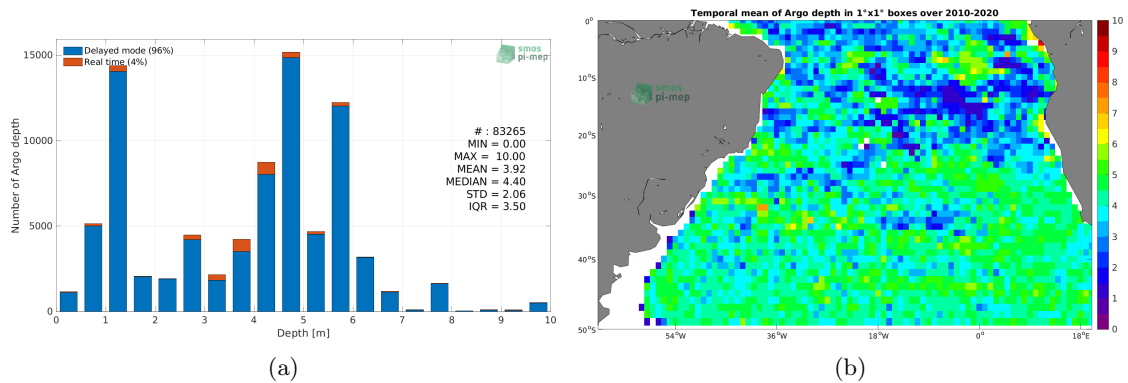 Delayed mode (96%)
Real time (4%)
smos
pi-mep
# : 83265
MIN = 0.00
MAX = 10.00
MEAN = 3.92
MEDIAN = 4.40
STD = 2.06
IQR = 3.50
15000
10000
5000
0
Number of Argo depth
0 1 2 3 4 5 6 7 8 9 10
Depth [m]
(a)
Temporal mean of Argo depth in 1°x1° boxes over 2010-2020
smos
pi-mep
0°
10°S
20°S
30°S
40°S
50°S
54°W 36°W 18°W 0° 18°E
10
9
8
7
6
5
4
3
2
1
0
(b)